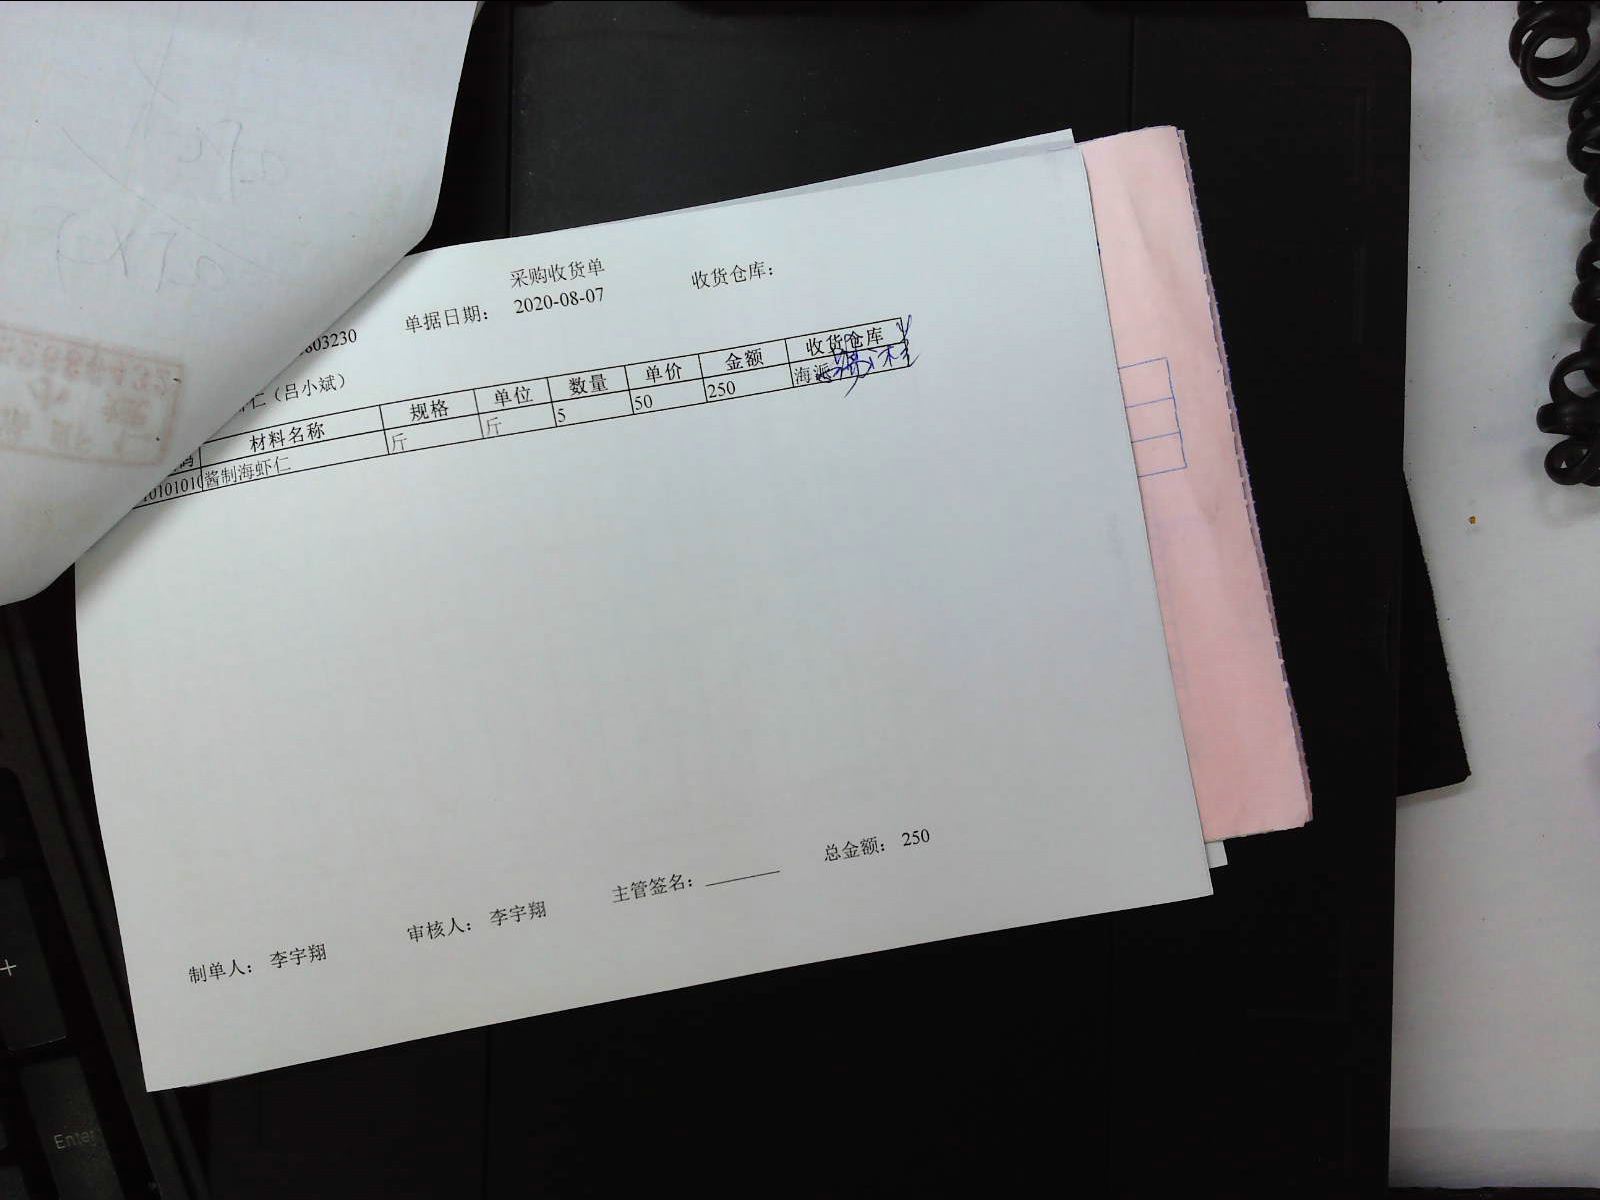 采购收货单
单据日期： 2020-08-07 收货仓库：
603230
仁（吕小斌）
材料名称 规格 单位 数量 单价 金额 收货仓库
10101010 酱制海虾仁 斤 斤 5 50 250 海派
总金额： 250
主管签名：
审核人： 李宇翔
制单人： 李宇翔
Enter